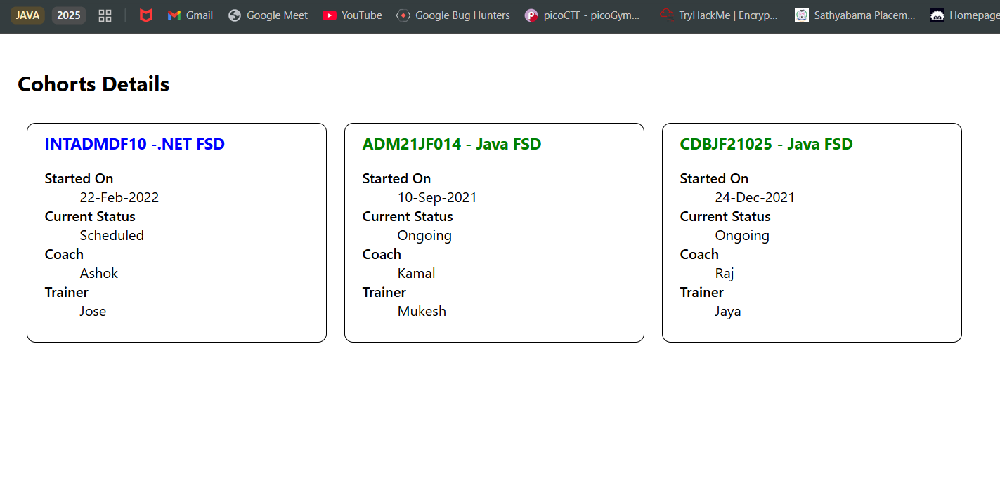 JAVA 2025 Gmail Google Meet YouTube Google Bug Hunters picoCTF - picoGym... TryHackMe | Encryp... Sathyabama Placem... Homepage
Cohorts Details
INTADMDF10 -.NET FSD
Started On
22-Feb-2022
Current Status
Scheduled
Coach
Ashok
Trainer
Jose
ADM21JF014 - Java FSD
Started On
10-Sep-2021
Current Status
Ongoing
Coach
Kamal
Trainer
Mukesh
CDBJF21025 - Java FSD
Started On
24-Dec-2021
Current Status
Ongoing
Coach
Raj
Trainer
Jaya